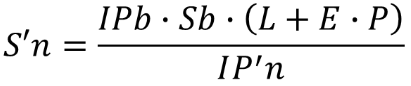 S′n = IPb · Sb · (L + E · P) / IP′n